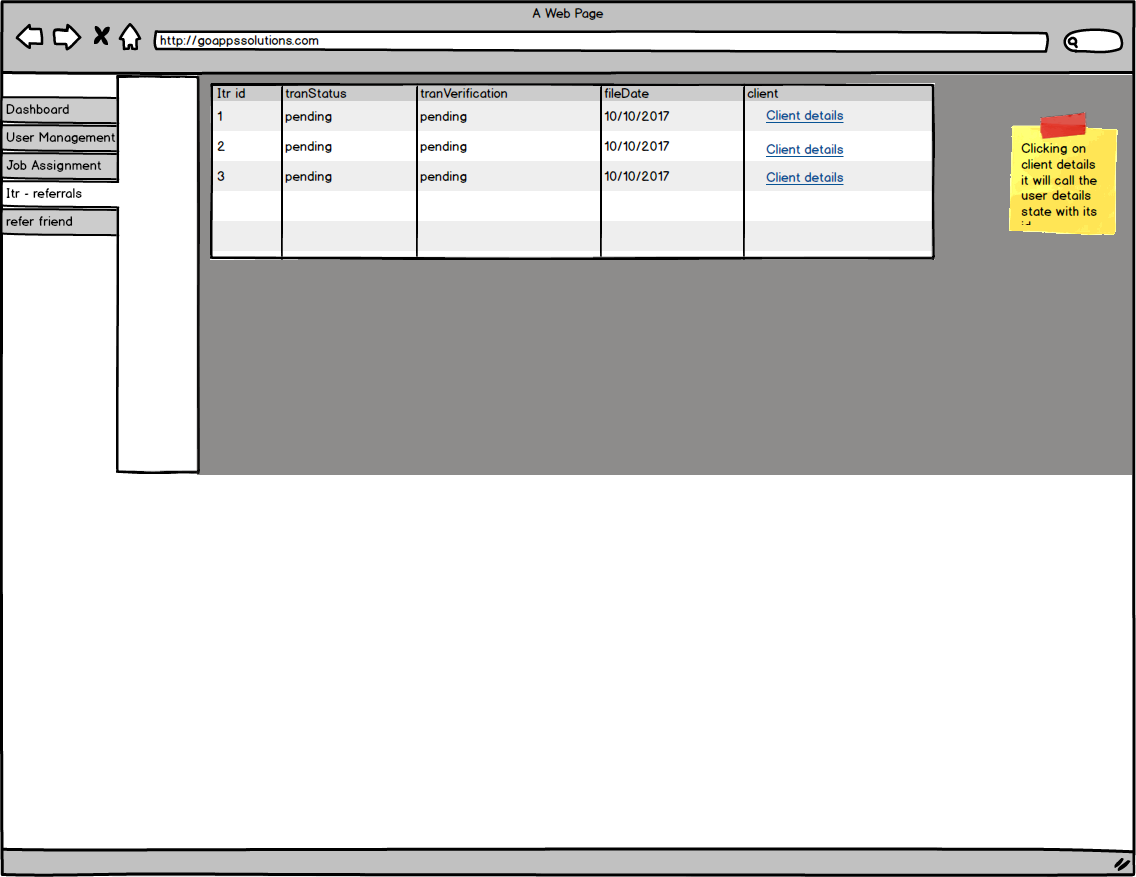 A Web Page
http://goappssolutions.com
Dashboard
User Management
Job Assignment
Itr - referrals
refer friend
Itr id tranStatus tranVerification fileDate client
1 pending pending 10/10/2017 Client details
2 pending pending 10/10/2017 Client details
3 pending pending 10/10/2017 Client details
Clicking on
client details
it will call the
user details
state with its